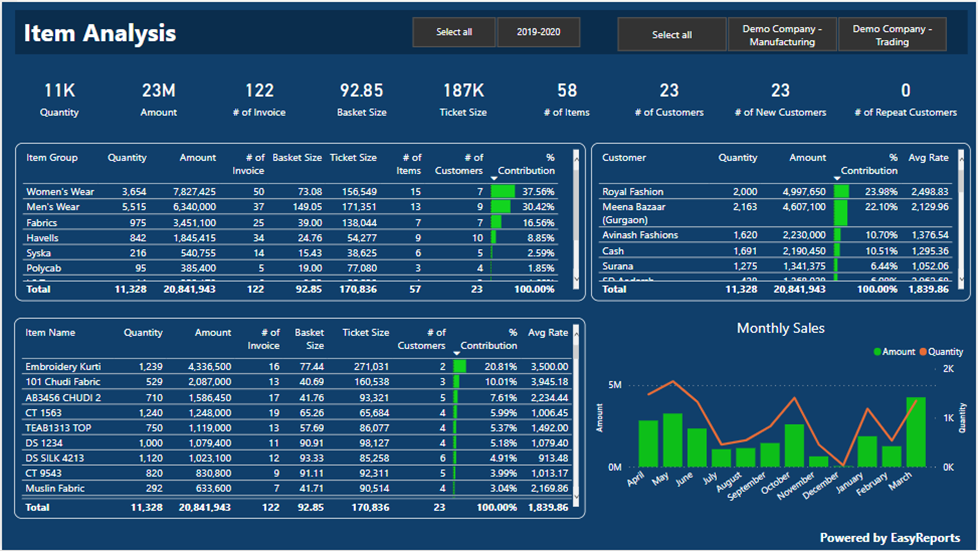 Item Analysis
Select all 2019-2020 Select all Demo Company - Manufacturing Demo Company - Trading
11K 23M 122 92.85 187K 58 23 23 0
Quantity Amount # of Invoice Basket Size Ticket Size # of Items # of Customers # of New Customers # of Repeat Customers
Item Group Quantity Amount # of Invoice Basket Size Ticket Size # of Items # of Customers % Contribution
Women's Wear 3,654 7,827,425 50 73.08 156,549 15 7 37.56%
Men's Wear 5,515 6,340,000 37 149.05 171,351 13 9 30.42%
Fabrics 975 3,451,100 25 39.00 138,044 7 7 16.56%
Havells 842 1,845,415 34 24.76 54,277 9 10 8.85%
Syska 216 540,755 14 15.43 38,625 6 5 2.59%
Polycab 95 385,400 5 19.00 77,080 3 4 1.85%
Total 11,328 20,841,943 122 92.85 170,836 57 23 100.00%
Customer Quantity Amount % Contribution Avg Rate
Royal Fashion 2,000 4,997,650 23.98% 2,498.83
Meena Bazaar (Gurgaon) 2,163 4,607,100 22.10% 2,129.96
Avinash Fashions 1,620 2,230,000 10.70% 1,376.54
Cash 1,691 2,190,450 10.51% 1,295.36
Surana 1,275 1,341,375 6.44% 1,052.06
Total 11,328 20,841,943 100.00% 1,839.86
Item Name Quantity Amount # of Invoice Basket Size Ticket Size # of Customers % Contribution Avg Rate
Embroidery Kurti 1,239 4,336,500 16 77.44 271,031 2 20.81% 3,500.00
101 Chudi Fabric 529 2,087,000 13 40.69 160,538 3 10.01% 3,945.18
AB3456 CHUDI 2 710 1,586,450 17 41.76 93,321 5 7.61% 2,234.44
CT 1563 1,240 1,248,000 19 65.26 65,684 4 5.99% 1,006.45
TEAB1313 TOP 750 1,119,000 13 57.69 86,077 4 5.37% 1,492.00
DS 1234 1,000 1,079,400 11 90.91 98,127 4 5.18% 1,079.40
DS SILK 4213 1,120 1,023,100 12 93.33 85,258 6 4.91% 913.48
CT 9543 820 830,800 9 91.11 92,311 5 3.99% 1,013.17
Muslin Fabric 292 633,600 7 41.71 90,514 4 3.04% 2,169.86
Total 11,328 20,841,943 122 92.85 170,836 23 100.00% 1,839.86
Monthly Sales
Amount Quantity
5M
0M
Amount
2K
1K
0K
Quantity
April May June July August September October November December January February March
Powered by EasyReports